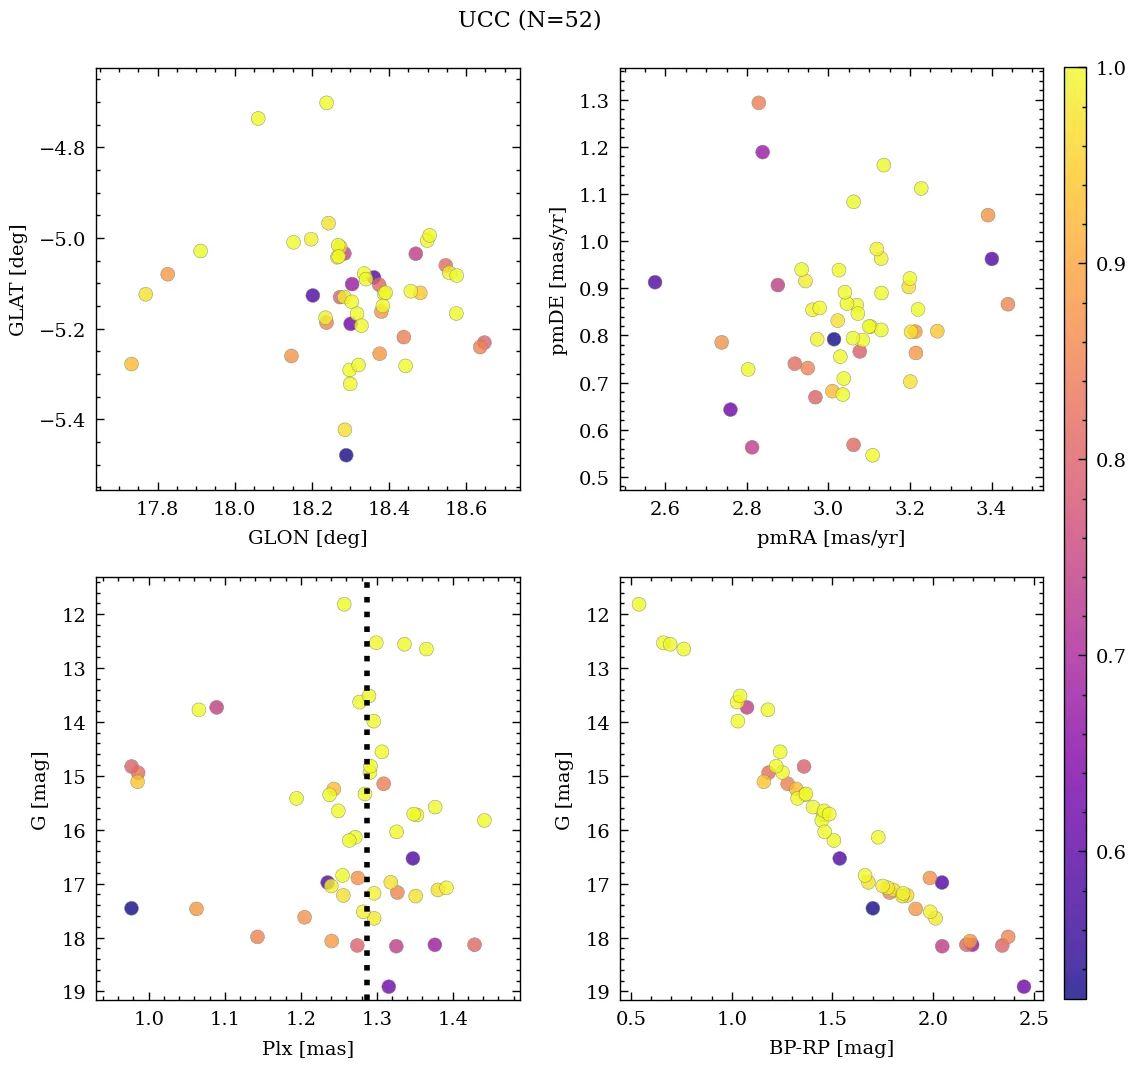 UCC (N=52)
−4.8
−5.0
−5.2
−5.4
GLAT [deg]
17.8 18.0 18.2 18.4 18.6
GLON [deg]
1.3
1.2
1.1
1.0
0.9
0.8
0.7
0.6
0.5
pmDE [mas/yr]
2.6 2.8 3.0 3.2 3.4
pmRA [mas/yr]
1.0
0.9
0.8
0.7
0.6
12
13
14
15
16
17
18
19
G [mag]
1.0 1.1 1.2 1.3 1.4
Plx [mas]
12
13
14
15
16
17
18
19
G [mag]
0.5 1.0 1.5 2.0 2.5
BP-RP [mag]